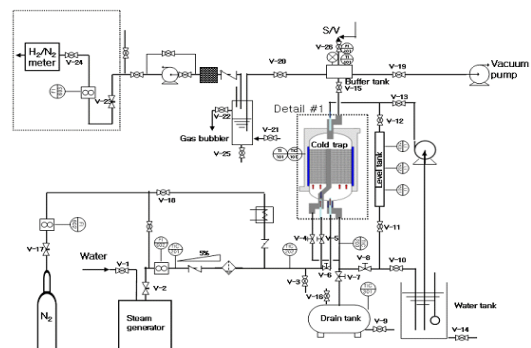 S/V
V-26
H2/N2
meter
V-24
V-20
V-19
Vacuum
pump
Buffer tank
V-15
V-23
V-22
V-13
Detail #1
V-12
V-21
Gas bubbler
Cold trap
V-25
Level tank
V-18
V-11
V-17
5%
V-4
V-5
Water
V-1
V-8
V-10
V-6
V-7
V-2
V-3
V-16
N2
Steam
generator
Drain tank
V-9
Water tank
V-14